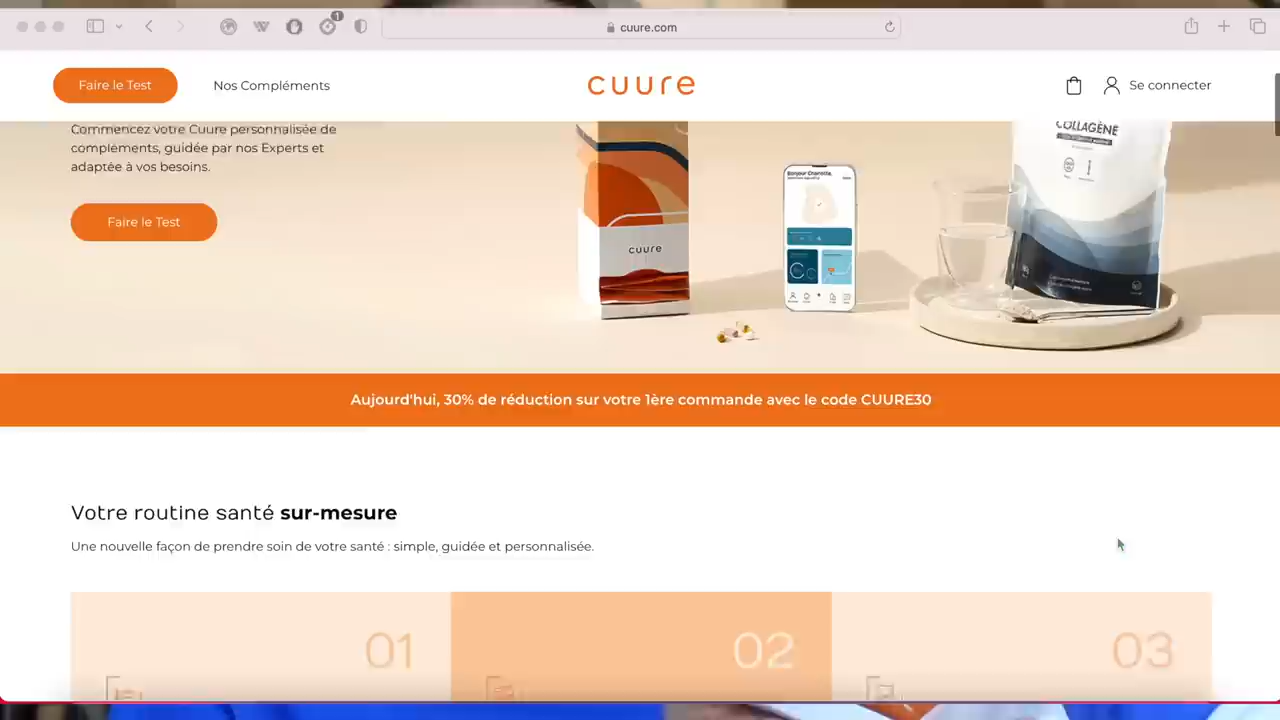 1
cuure.com
Faire le Test
Nos Compléments
cuure
Se connecter
Commencez votre Cuure personnalisée de
compléments, guidée par nos Experts et
adaptée à vos besoins.
Faire le Test
COLLAGÈNE
Bonjour Charlotte,
cuure
Aujourd'hui, 30% de réduction sur votre 1ère commande avec le code CUURE30
Votre routine santé sur-mesure
Une nouvelle façon de prendre soin de votre santé : simple, guidée et personnalisée.
01
02
03